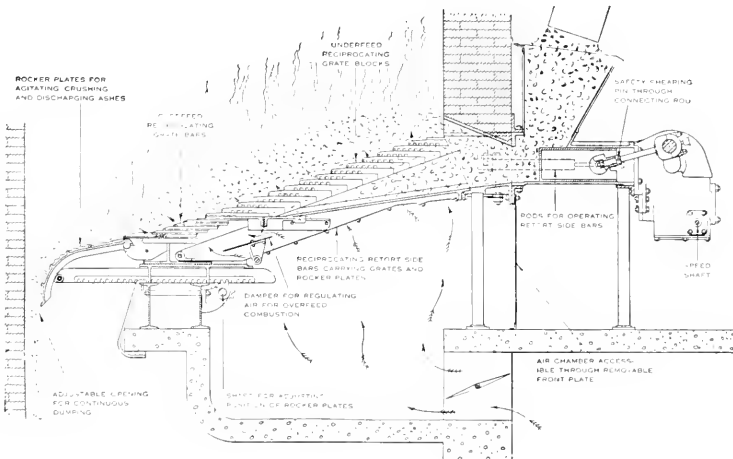 UNDERFEED
RECIPROCATING
GRATE BLOCKS
ROCKER PLATES FOR
AGITATING CRUSHING
AND DISCHARGING ASHES
GRATE BARS
SAFETY SHEARING
PIN THROUGH
CONNECTING ROD
RODS FOR OPERATING
RETORT SIDE BARS
SHAFT
RECIPROCATING RETORT SIDE
BARS CARRYING GRATES AND
ROCKER PLATES
DAMPER FOR REGULATING
AIR FOR OVERFEED
COMBUSTION
AIR CHAMBER ACCESS-
IBLE THROUGH REMOVABLE
FRONT PLATE
ADJUSTABLE OPENING
FOR CONTINUOUS
DUMPING
SHAFT FOR ADJUSTING
POSITION OF ROCKER PLATES